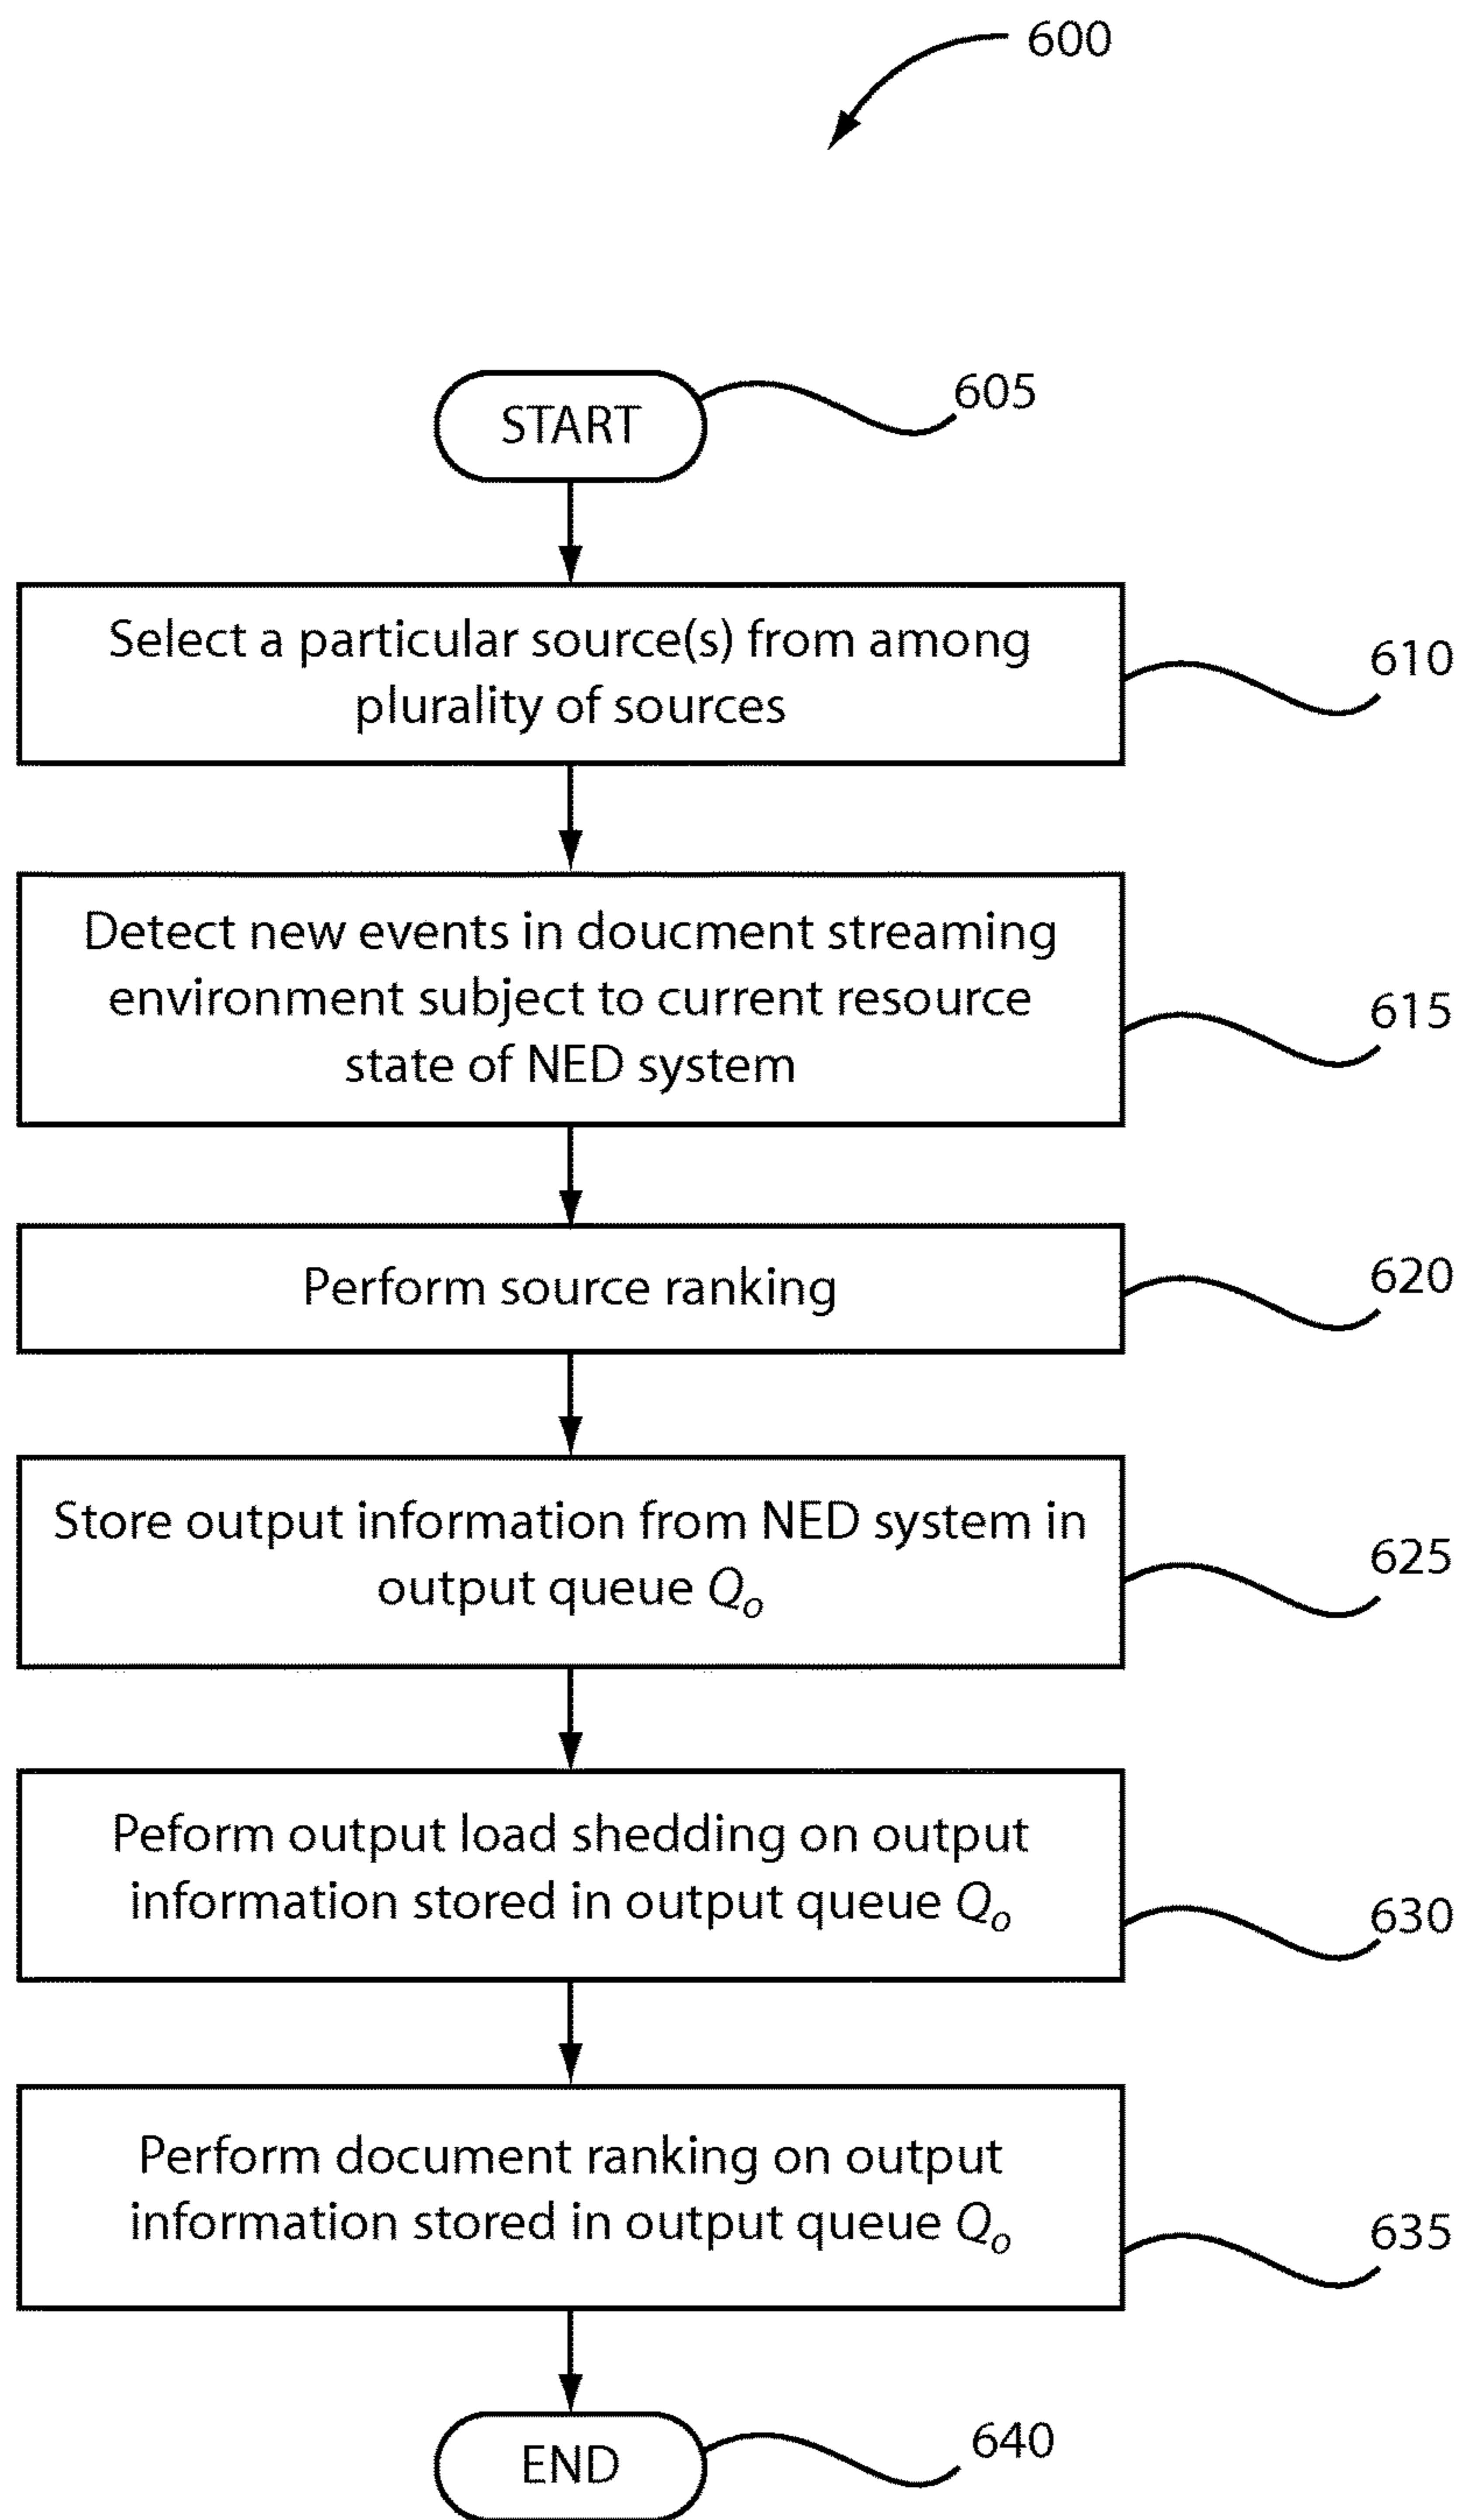 600
START
605
Select a particular source(s) from among
plurality of sources
610
Detect new events in doucment streaming
environment subject to current resource
state of NED system
615
Perform source ranking
620
Store output information from NED system in
output queue Qo
625
Peform output load shedding on output
information stored in output queue Qo
630
Perform document ranking on output
information stored in output queue Qo
635
END
640